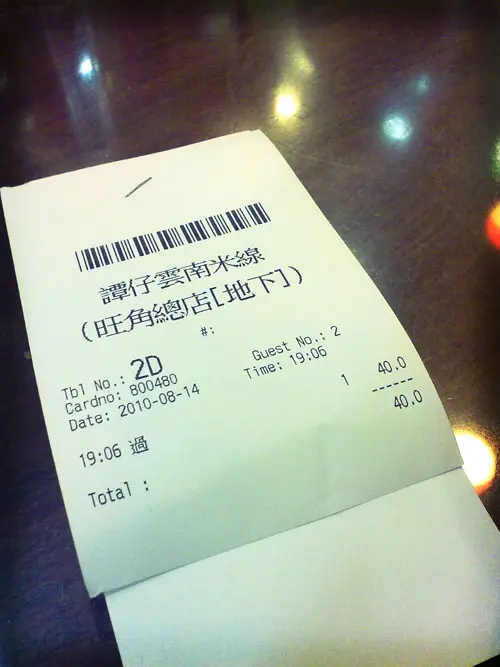 譚仔雲南米線
(旺角總店[地下])
#:
Tbl No.: 2D Guest No.: 2
Cardno: 800480 Time: 19:06
Date: 2010-08-14
19:06 過 1 40.0
------
Total : 40.0